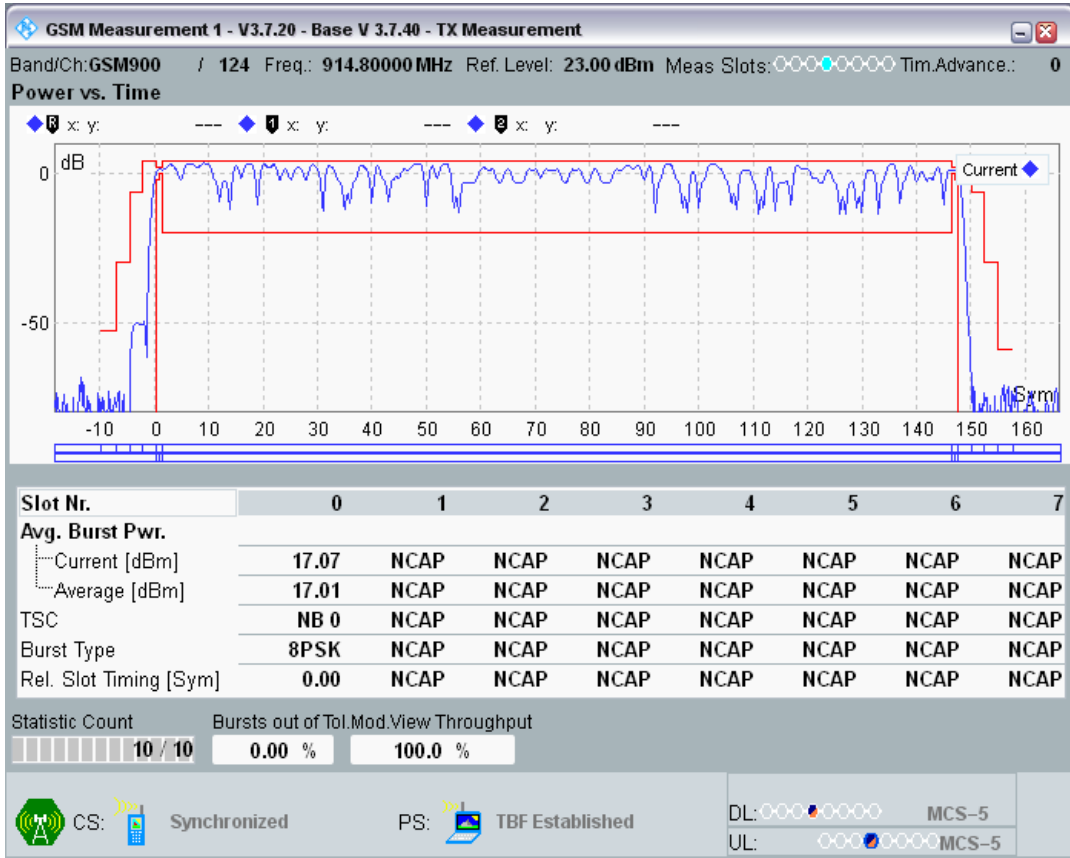 GSM Measurement 1 - V3.7.20 - Base V 3.7.40 - TX Measurement
Band/Ch:GSM900 / 124 Freq.: 914.80000 MHz Ref. Level: 23.00 dBm Meas Slots: Tim.Advance.: 0
Power vs. Time
R x: y: --- 1 x: y: --- 2 x: y: ---
dB
Current
0
-50
Sym
-10 0 10 20 30 40 50 60 70 80 90 100 110 120 130 140 150 160
Slot Nr. 0 1 2 3 4 5 6 7
Avg. Burst Pwr.
Current [dBm] 17.07 NCAP NCAP NCAP NCAP NCAP NCAP NCAP
Average [dBm] 17.01 NCAP NCAP NCAP NCAP NCAP NCAP NCAP
TSC NB 0 NCAP NCAP NCAP NCAP NCAP NCAP NCAP
Burst Type 8PSK NCAP NCAP NCAP NCAP NCAP NCAP NCAP
Rel. Slot Timing [Sym] 0.00 NCAP NCAP NCAP NCAP NCAP NCAP NCAP
Statistic Count Bursts out of Tol.Mod.View Throughput
10 / 10 0.00 % 100.0 %
CS: Synchronized PS: TBF Established DL: MCS-5
UL: MCS-5